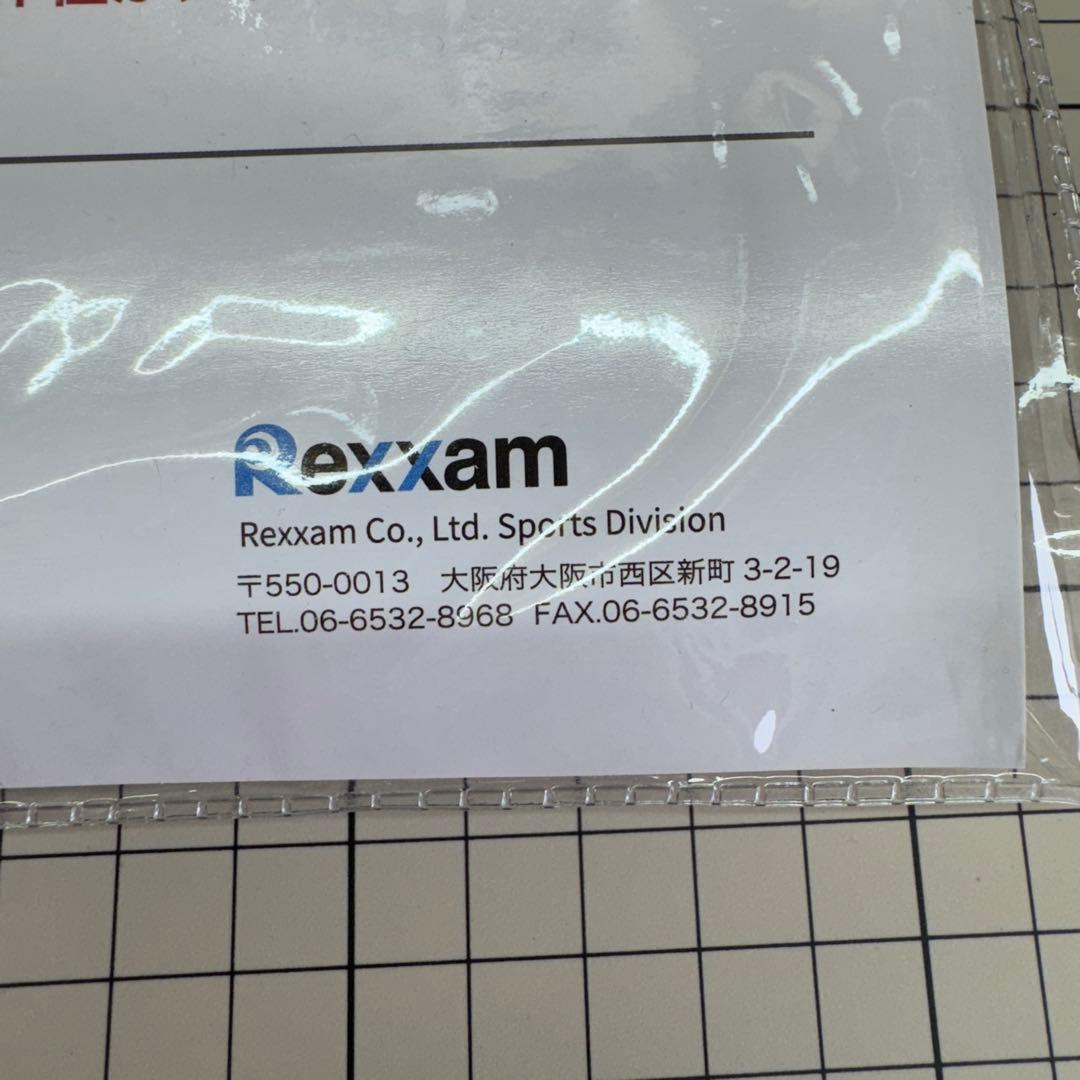 Rexxam
Rexxam Co., Ltd. Sports Division
〒550-0013 大阪府大阪市西区新町 3-2-19
TEL.06-6532-8968 FAX.06-6532-8915